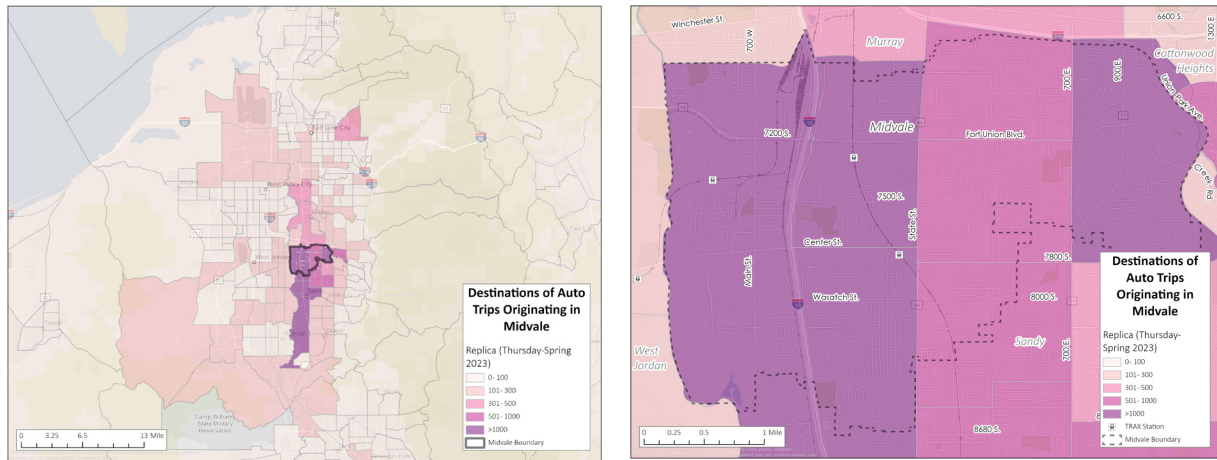 Salt Lake City
West Valley City
West Jordan
Camp Williams
State Military
Reservation
Destinations of Auto
Trips Originating in
Midvale
Replica (Thursday-Spring
2023)
0- 100
101- 300
301- 500
501- 1000
>1000
Midvale Boundary
0 3.25 6.5 13 Mile
Winchester St.
700 W.
Murray
6600 S.
1300 E.
Cottonwood
Heights
700 E.
900 E.
Union Park Ave.
Midvale
7200 S.
Fort Union Blvd.
Creek Rd.
7500 S.
State St.
Center St.
Main St.
7800 S.
Wasatch St.
8000 S.
West
Jordan
Sandy
700 E.
8680 S.
Destinations of
Auto Trips
Originating in
Midvale
Replica (Thursday-
Spring 2023)
0- 100
101- 300
301- 500
501- 1000
>1000
TRAX Station
Midvale Boundary
0 0.25 0.5 1 Mile